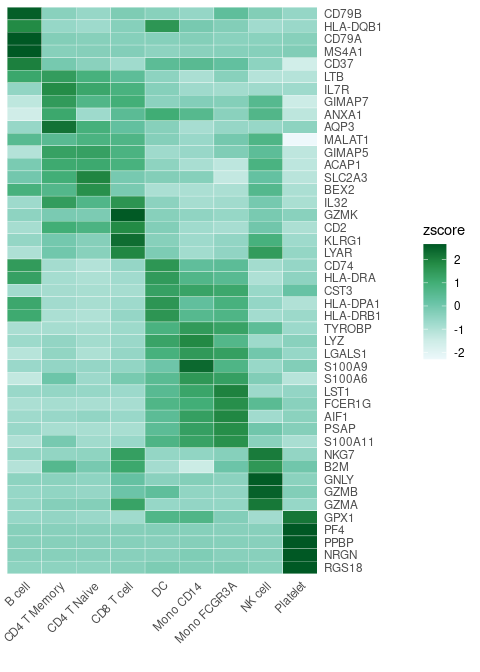 CD79B
HLA-DQB1
CD79A
MS4A1
CD37
LTB
IL7R
GIMAP7
ANXA1
AQP3
MALAT1
GIMAP5
ACAP1
SLC2A3
BEX2
IL32
GZMK
CD2
KLRG1
LYAR
CD74
HLA-DRA
CST3
HLA-DPA1
HLA-DRB1
TYROBP
LYZ
LGALS1
S100A9
S100A6
LST1
FCER1G
AIF1
PSAP
S100A11
NKG7
B2M
GNLY
GZMB
GZMA
GPX1
PF4
PPBP
NRGN
RGS18
B cell
CD4 T Memory
CD4 T Naive
CD8 T cell
DC
Mono CD14
Mono FCGR3A
NK cell
Platelet
zscore
2
1
0
-1
-2